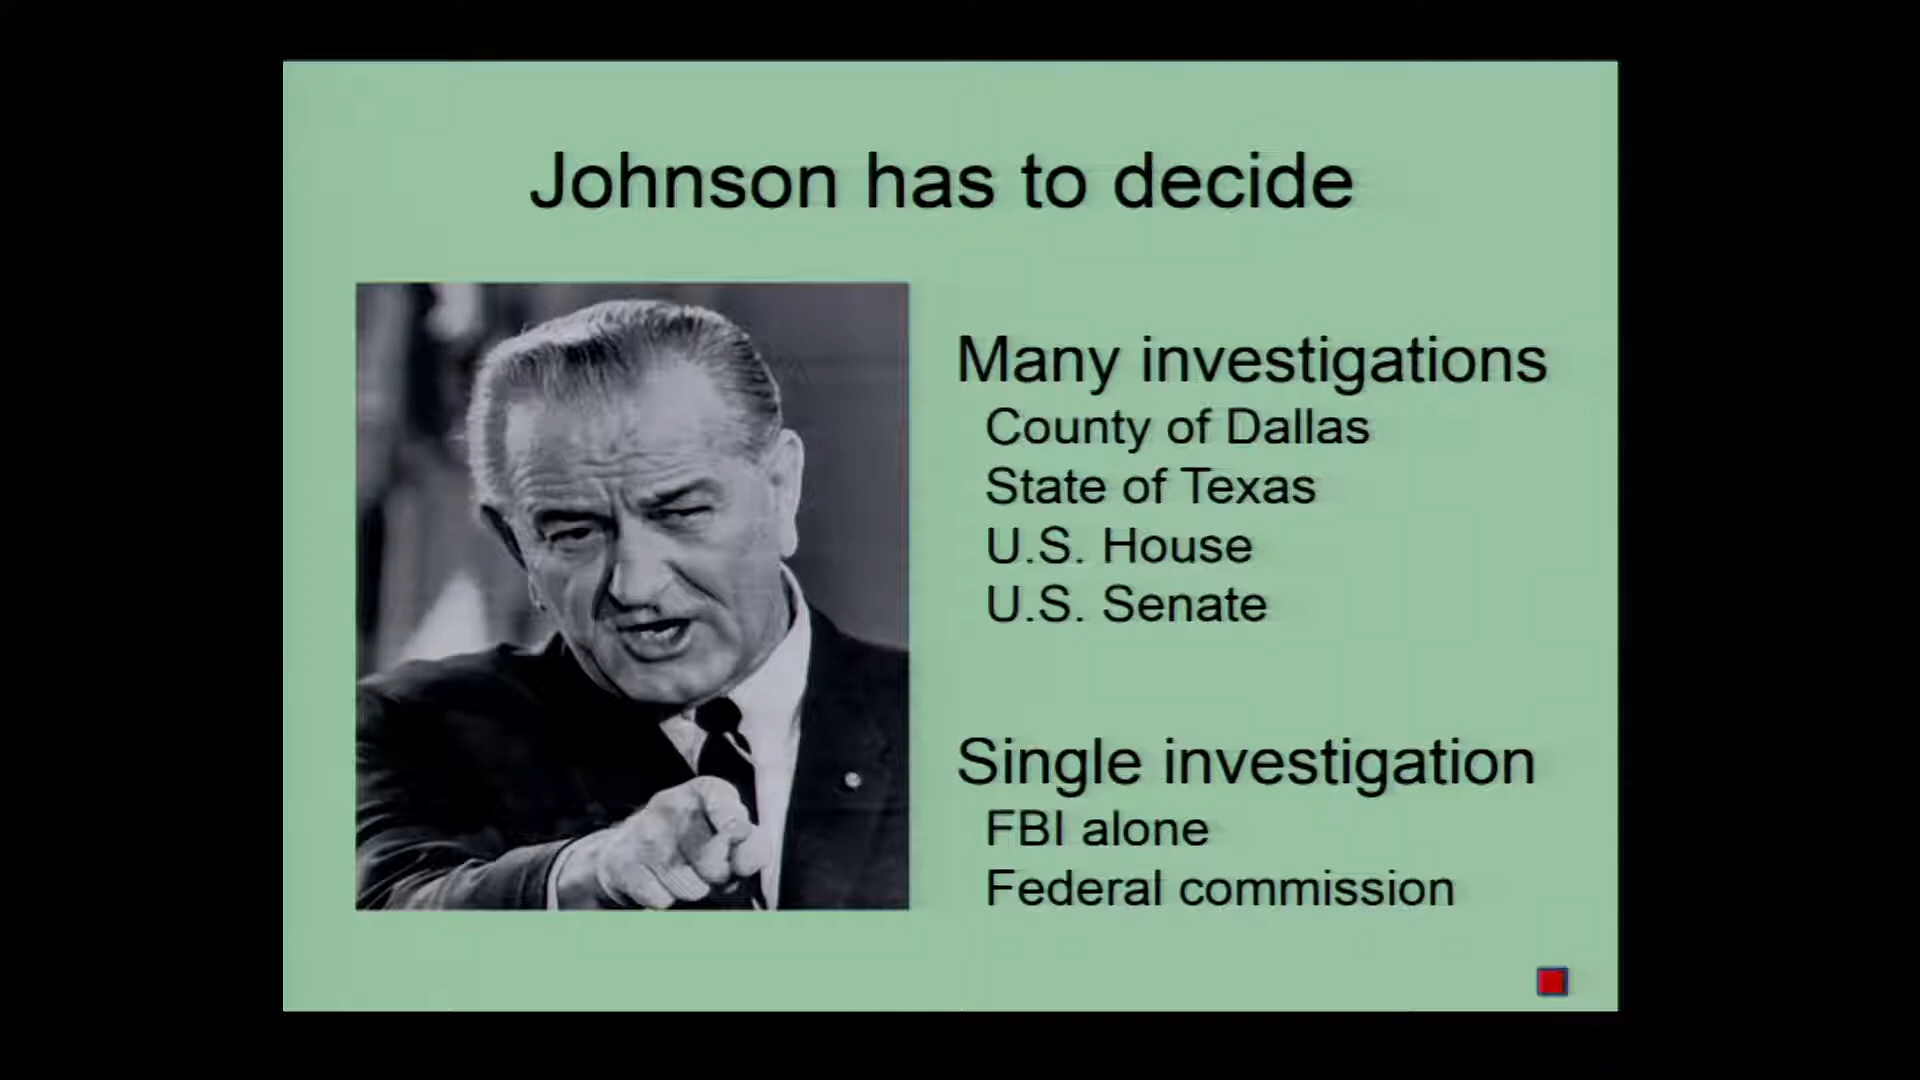 Johnson has to decide
Many investigations
County of Dallas
State of Texas
U.S. House
U.S. Senate
Single investigation
FBI alone
Federal commission